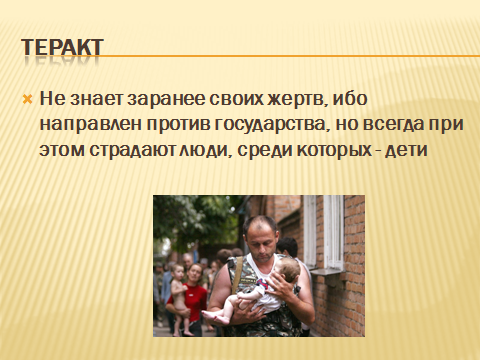 ТЕРАКТ
Не знает заранее своих жертв, ибо
направлен против государства, но всегда при
этом страдают люди, среди которых - дети